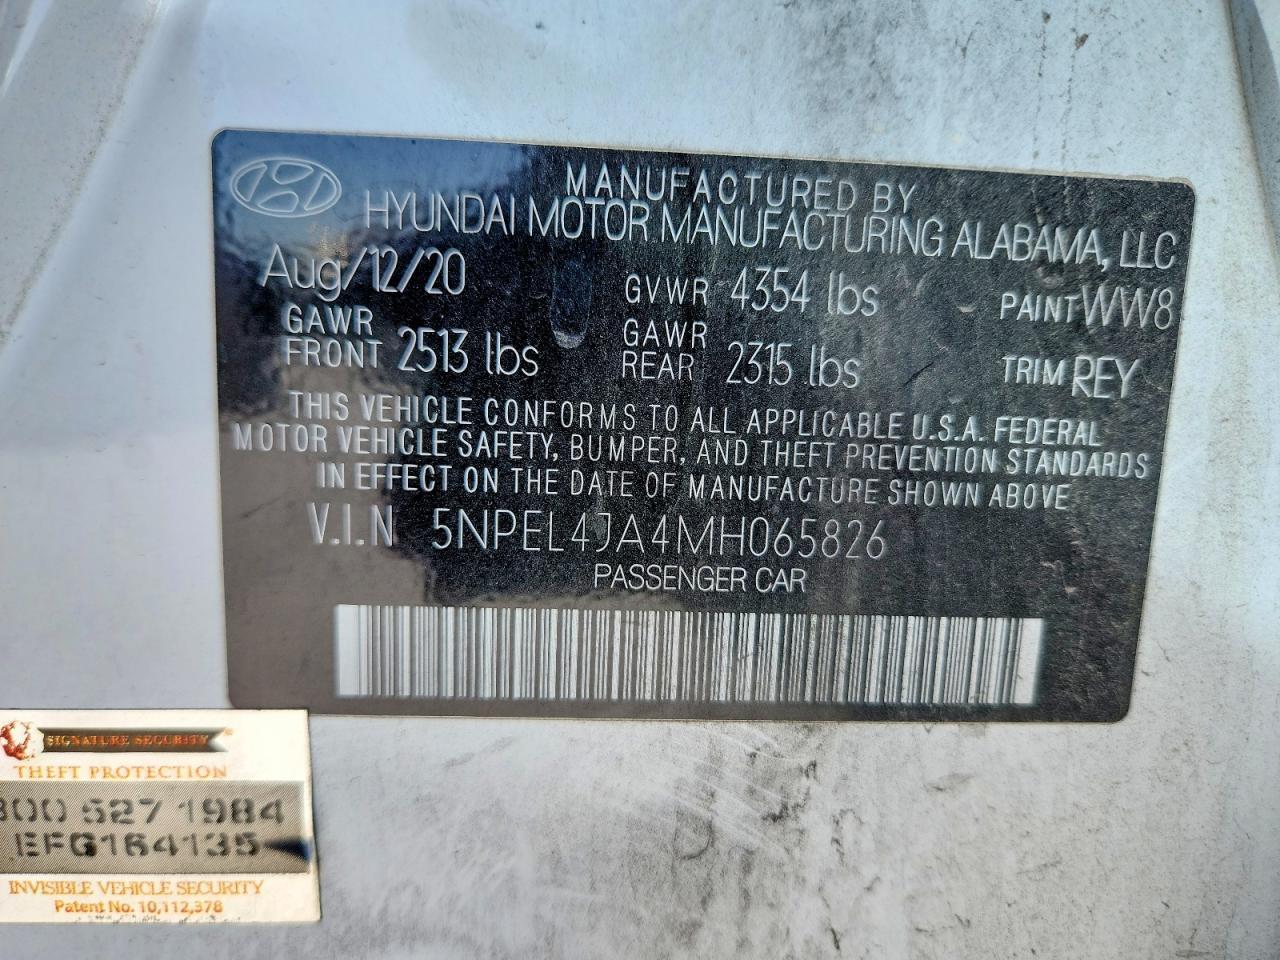 MANUFACTURED BY
HYUNDAI MOTOR MANUFACTURING ALABAMA, LLC
Aug/12/20 GVWR 4354 lbs PAINT WW8
GAWR FRONT 2513 lbs GAWR REAR 2315 lbs TRIM REY
THIS VEHICLE CONFORMS TO ALL APPLICABLE U.S.A. FEDERAL
MOTOR VEHICLE SAFETY, BUMPER, AND THEFT PREVENTION STANDARDS
IN EFFECT ON THE DATE OF MANUFACTURE SHOWN ABOVE
V.I.N 5NPEL4JA4MH065826
PASSENGER CAR
SIGNATURE SECURITY
THEFT PROTECTION
800 527 1984
EFG164135
INVISIBLE VEHICLE SECURITY
Patent No. 10,112,378